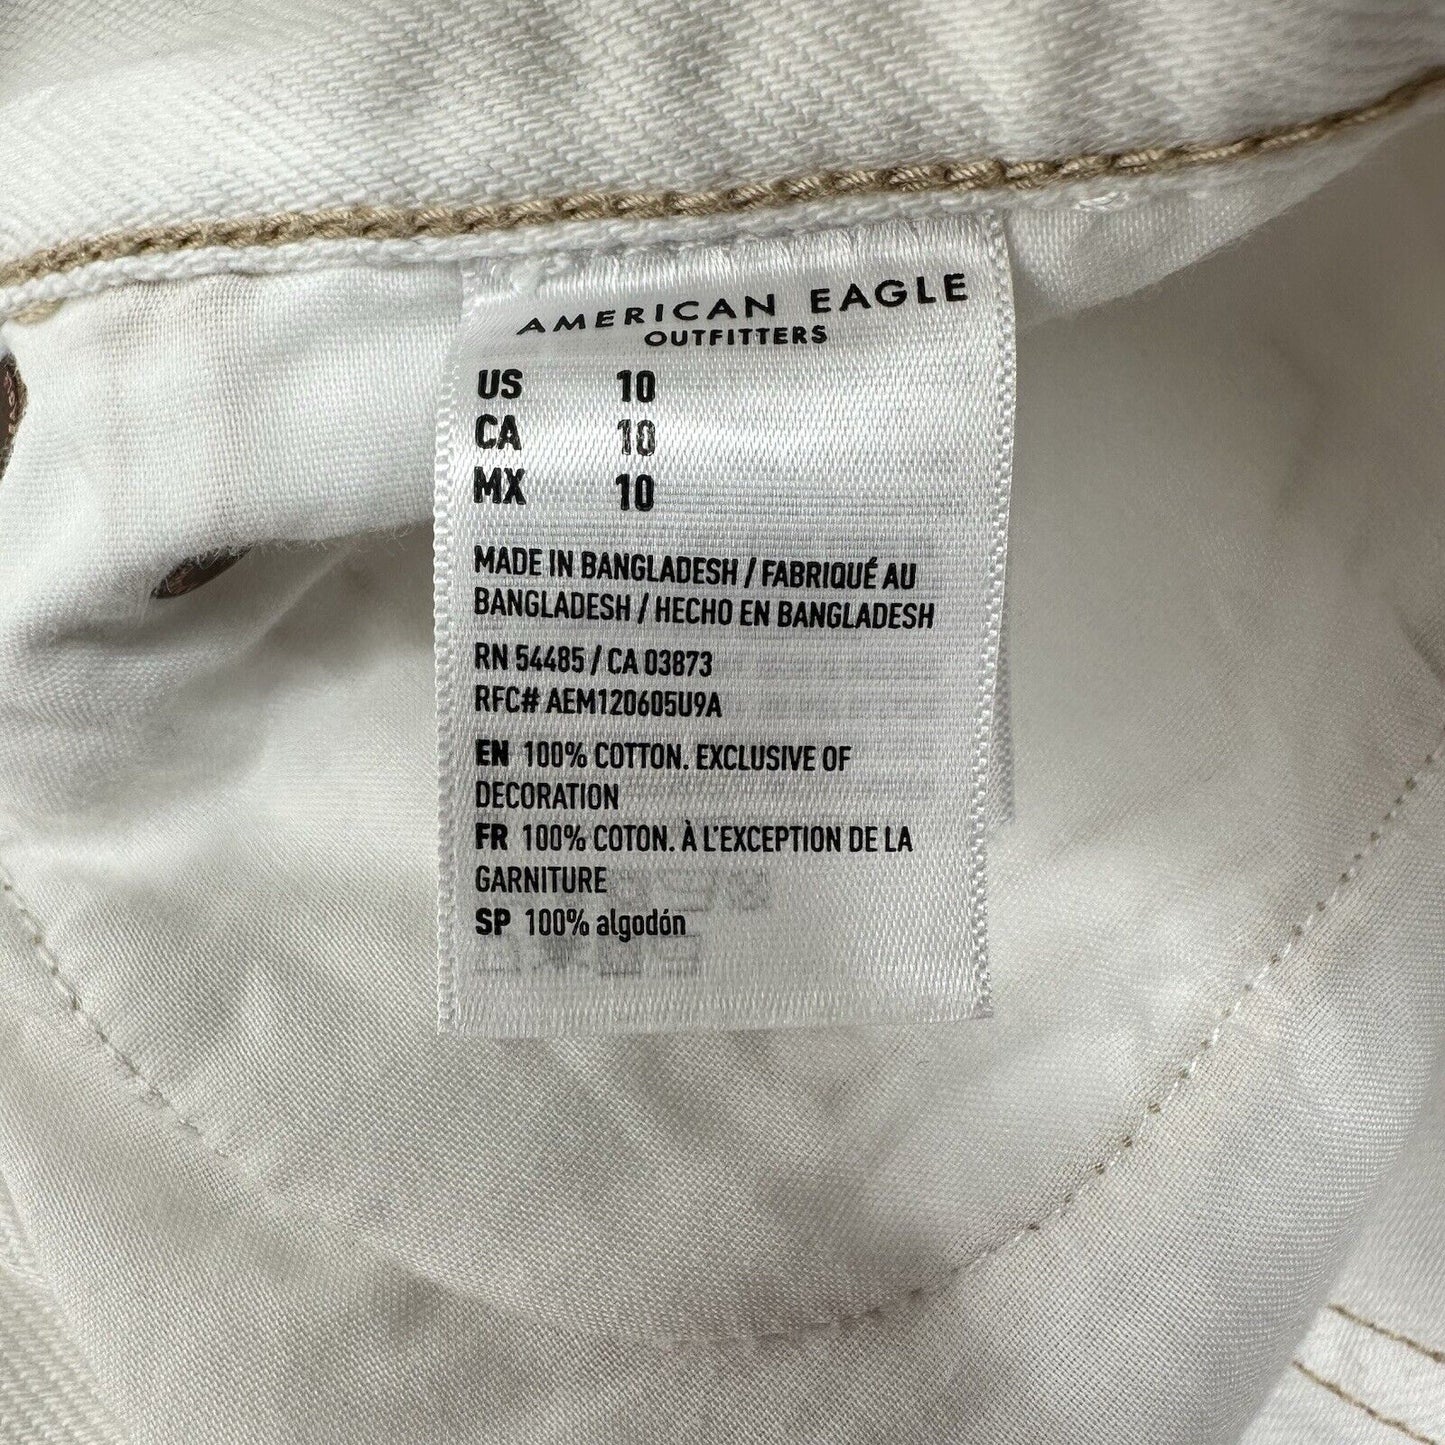 AMERICAN EAGLE
OUTFITTERS
US 10
CA 10
MX 10
MADE IN BANGLADESH / FABRIQUÉ AU
BANGLADESH / HECHO EN BANGLADESH
RN 54485 / CA 03873
RFC# AEM120605U9A
EN 100% COTTON. EXCLUSIVE OF
DECORATION
FR 100% COTON. À L'EXCEPTION DE LA
GARNITURE
SP 100% algodón